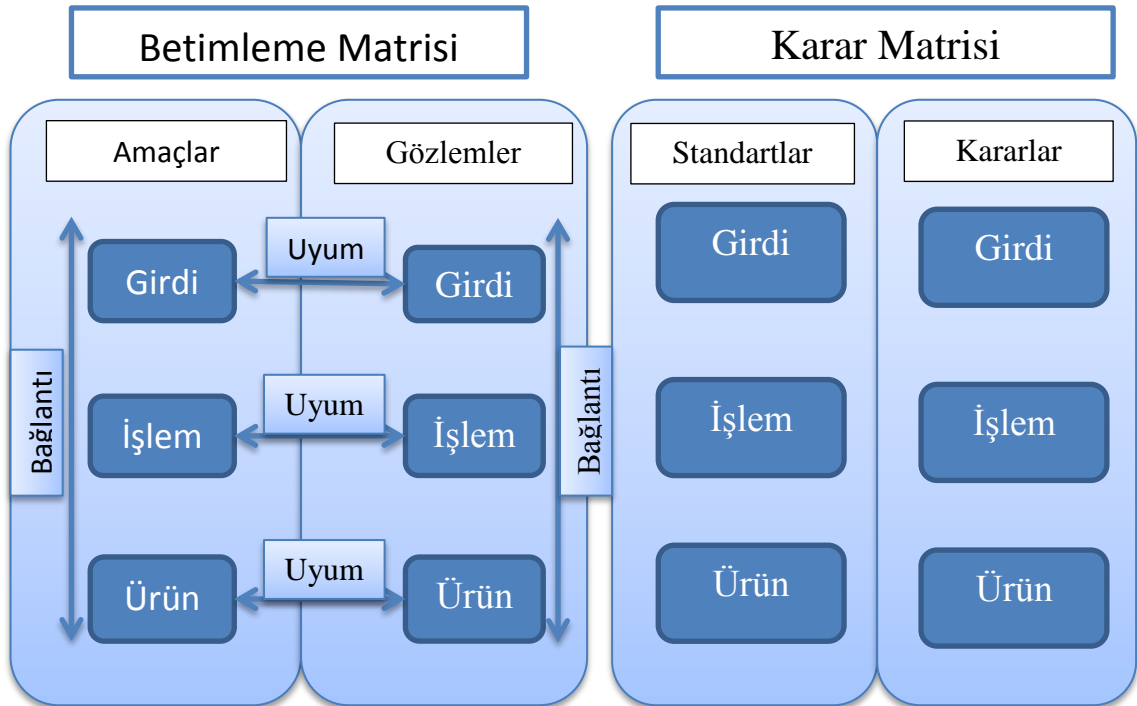 Betimleme Matrisi
Karar Matrisi
Amaçlar
Gözlemler
Standartlar
Kararlar
Uyum
Girdi
Girdi
Girdi
Girdi
Bağlantı
Bağlantı
Uyum
İşlem
İşlem
İşlem
İşlem
Uyum
Ürün
Ürün
Ürün
Ürün